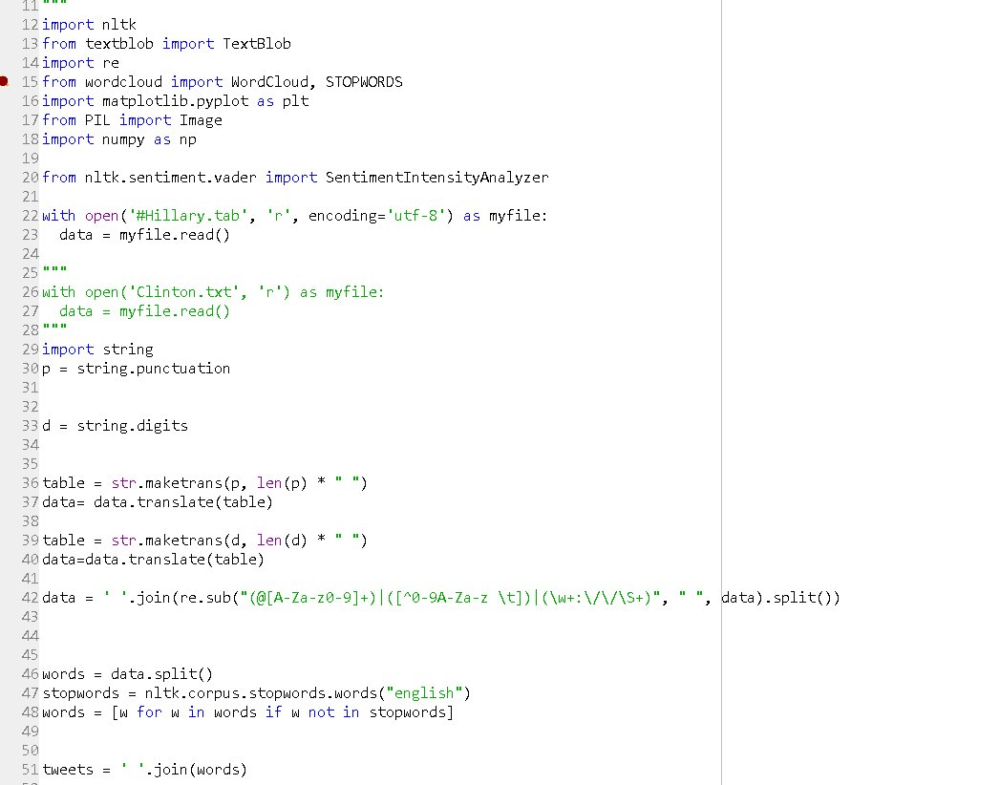 11 """
12 import nltk
13 from textblob import TextBlob
14 import re
15 from wordcloud import WordCloud, STOPWORDS
16 import matplotlib.pyplot as plt
17 from PIL import Image
18 import numpy as np
19
20 from nltk.sentiment.vader import SentimentIntensityAnalyzer
21
22 with open('#Hillary.tab', 'r', encoding='utf-8') as myfile:
23   data = myfile.read()
24
25 """
26 with open('Clinton.txt', 'r') as myfile:
27   data = myfile.read()
28 """
29 import string
30 p = string.punctuation
31
32
33 d = string.digits
34
35
36 table = str.maketrans(p, len(p) * " ")
37 data= data.translate(table)
38
39 table = str.maketrans(d, len(d) * " ")
40 data=data.translate(table)
41
42 data = ' '.join(re.sub("(@[A-Za-z0-9]+)|([^0-9A-Za-z \t])|(\w+:\/\/\S+)", " ", data).split())
43
44
45
46 words = data.split()
47 stopwords = nltk.corpus.stopwords.words("english")
48 words = [w for w in words if w not in stopwords]
49
50
51 tweets = ' '.join(words)